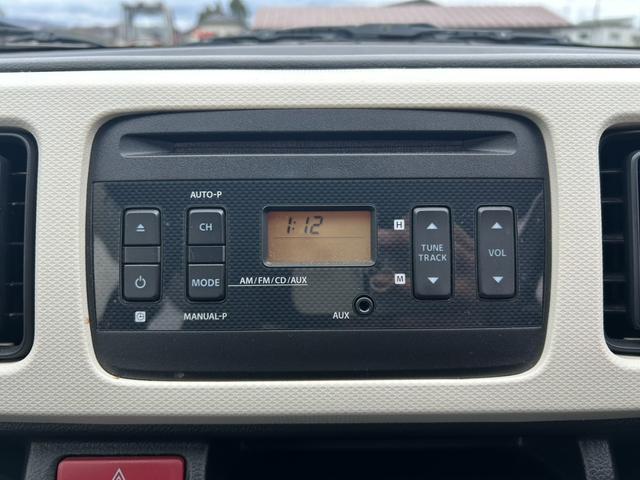 AUTO-P
CH
1:12
H
TUNE
TRACK
VOL
MODE
AM/FM/CD/AUX
M
MANUAL-P
AUX